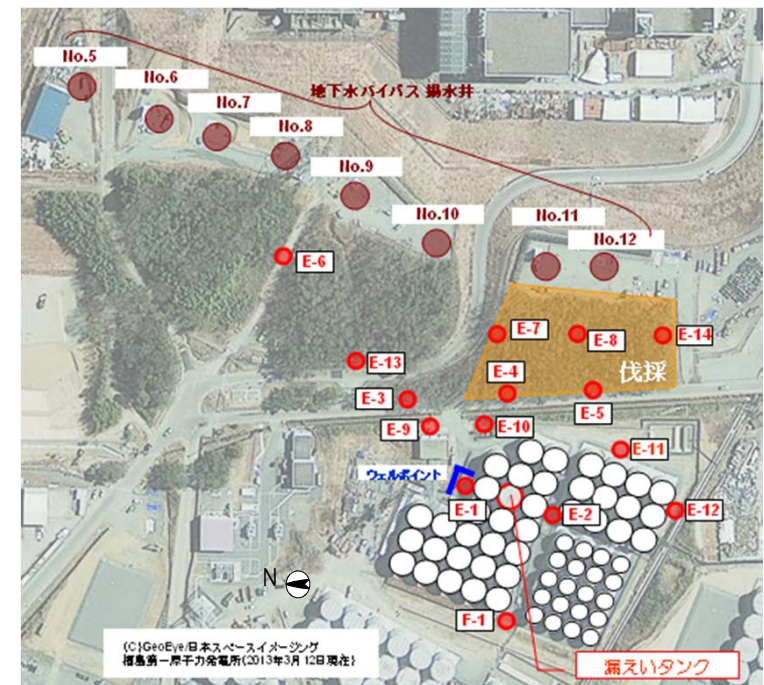 No.5
No.6
No.7
No.8
No.9
No.10
No.11
No.12
地下水バイパス 揚水井
E-6
E-7
E-8
E-14
E-13
E-4
伐採
E-3
E-5
E-9
E-10
E-11
ウェルポイント
E-1
E-2
E-12
N
F-1
(C)GeoEye/日本スペースイメージング
福島第一原子力発電所(2013年3月12日現在)
漏えいタンク